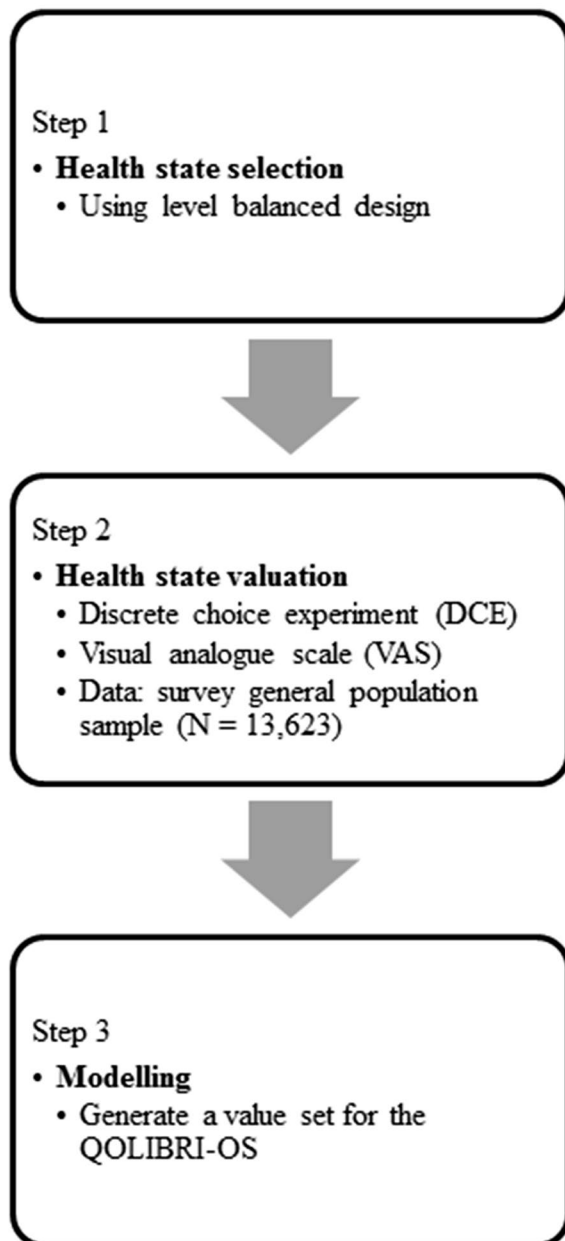 Step 1
• Health state selection
• Using level balanced design
Step 2
• Health state valuation
• Discrete choice experiment (DCE)
• Visual analogue scale (VAS)
• Data: survey general population
sample (N = 13,623)
Step 3
• Modelling
• Generate a value set for the
QOLIBRI-OS